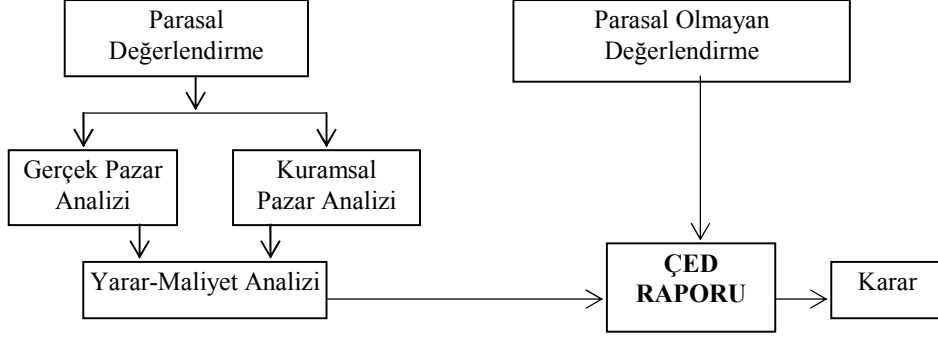 Parasal
Değerlendirme
Parasal Olmayan
Değerlendirme
Gerçek Pazar
Analizi
Kuramsal
Pazar Analizi
Yarar-Maliyet Analizi
ÇED
RAPORU
Karar